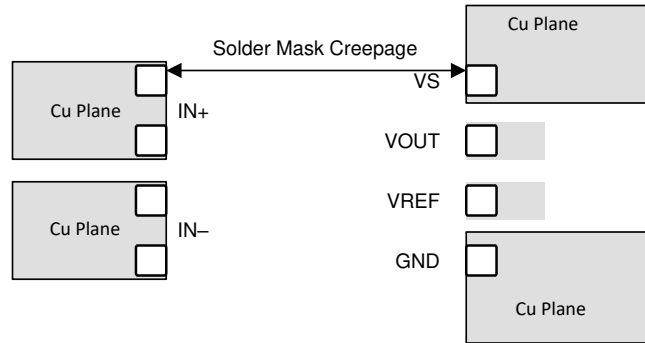 Cu Plane
Solder Mask Creepage
VS
Cu Plane
IN+
VOUT
VREF
Cu Plane
IN–
GND
Cu Plane